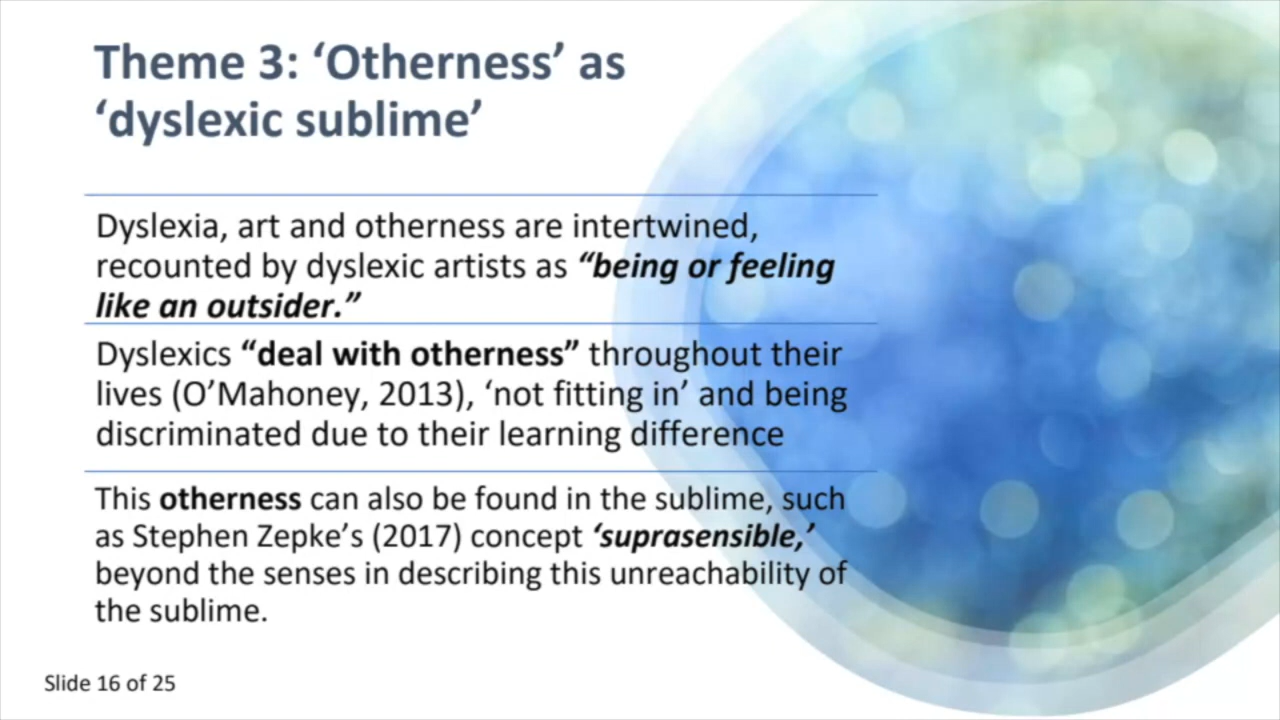 Theme 3: ‘Otherness’ as
‘dyslexic sublime’
Dyslexia, art and otherness are intertwined,
recounted by dyslexic artists as “being or feeling
like an outsider.”
Dyslexics “deal with otherness” throughout their
lives (O’Mahoney, 2013), ‘not fitting in’ and being
discriminated due to their learning difference
This otherness can also be found in the sublime, such
as Stephen Zepke’s (2017) concept ‘suprasensible,’
beyond the senses in describing this unreachability of
the sublime.
Slide 16 of 25